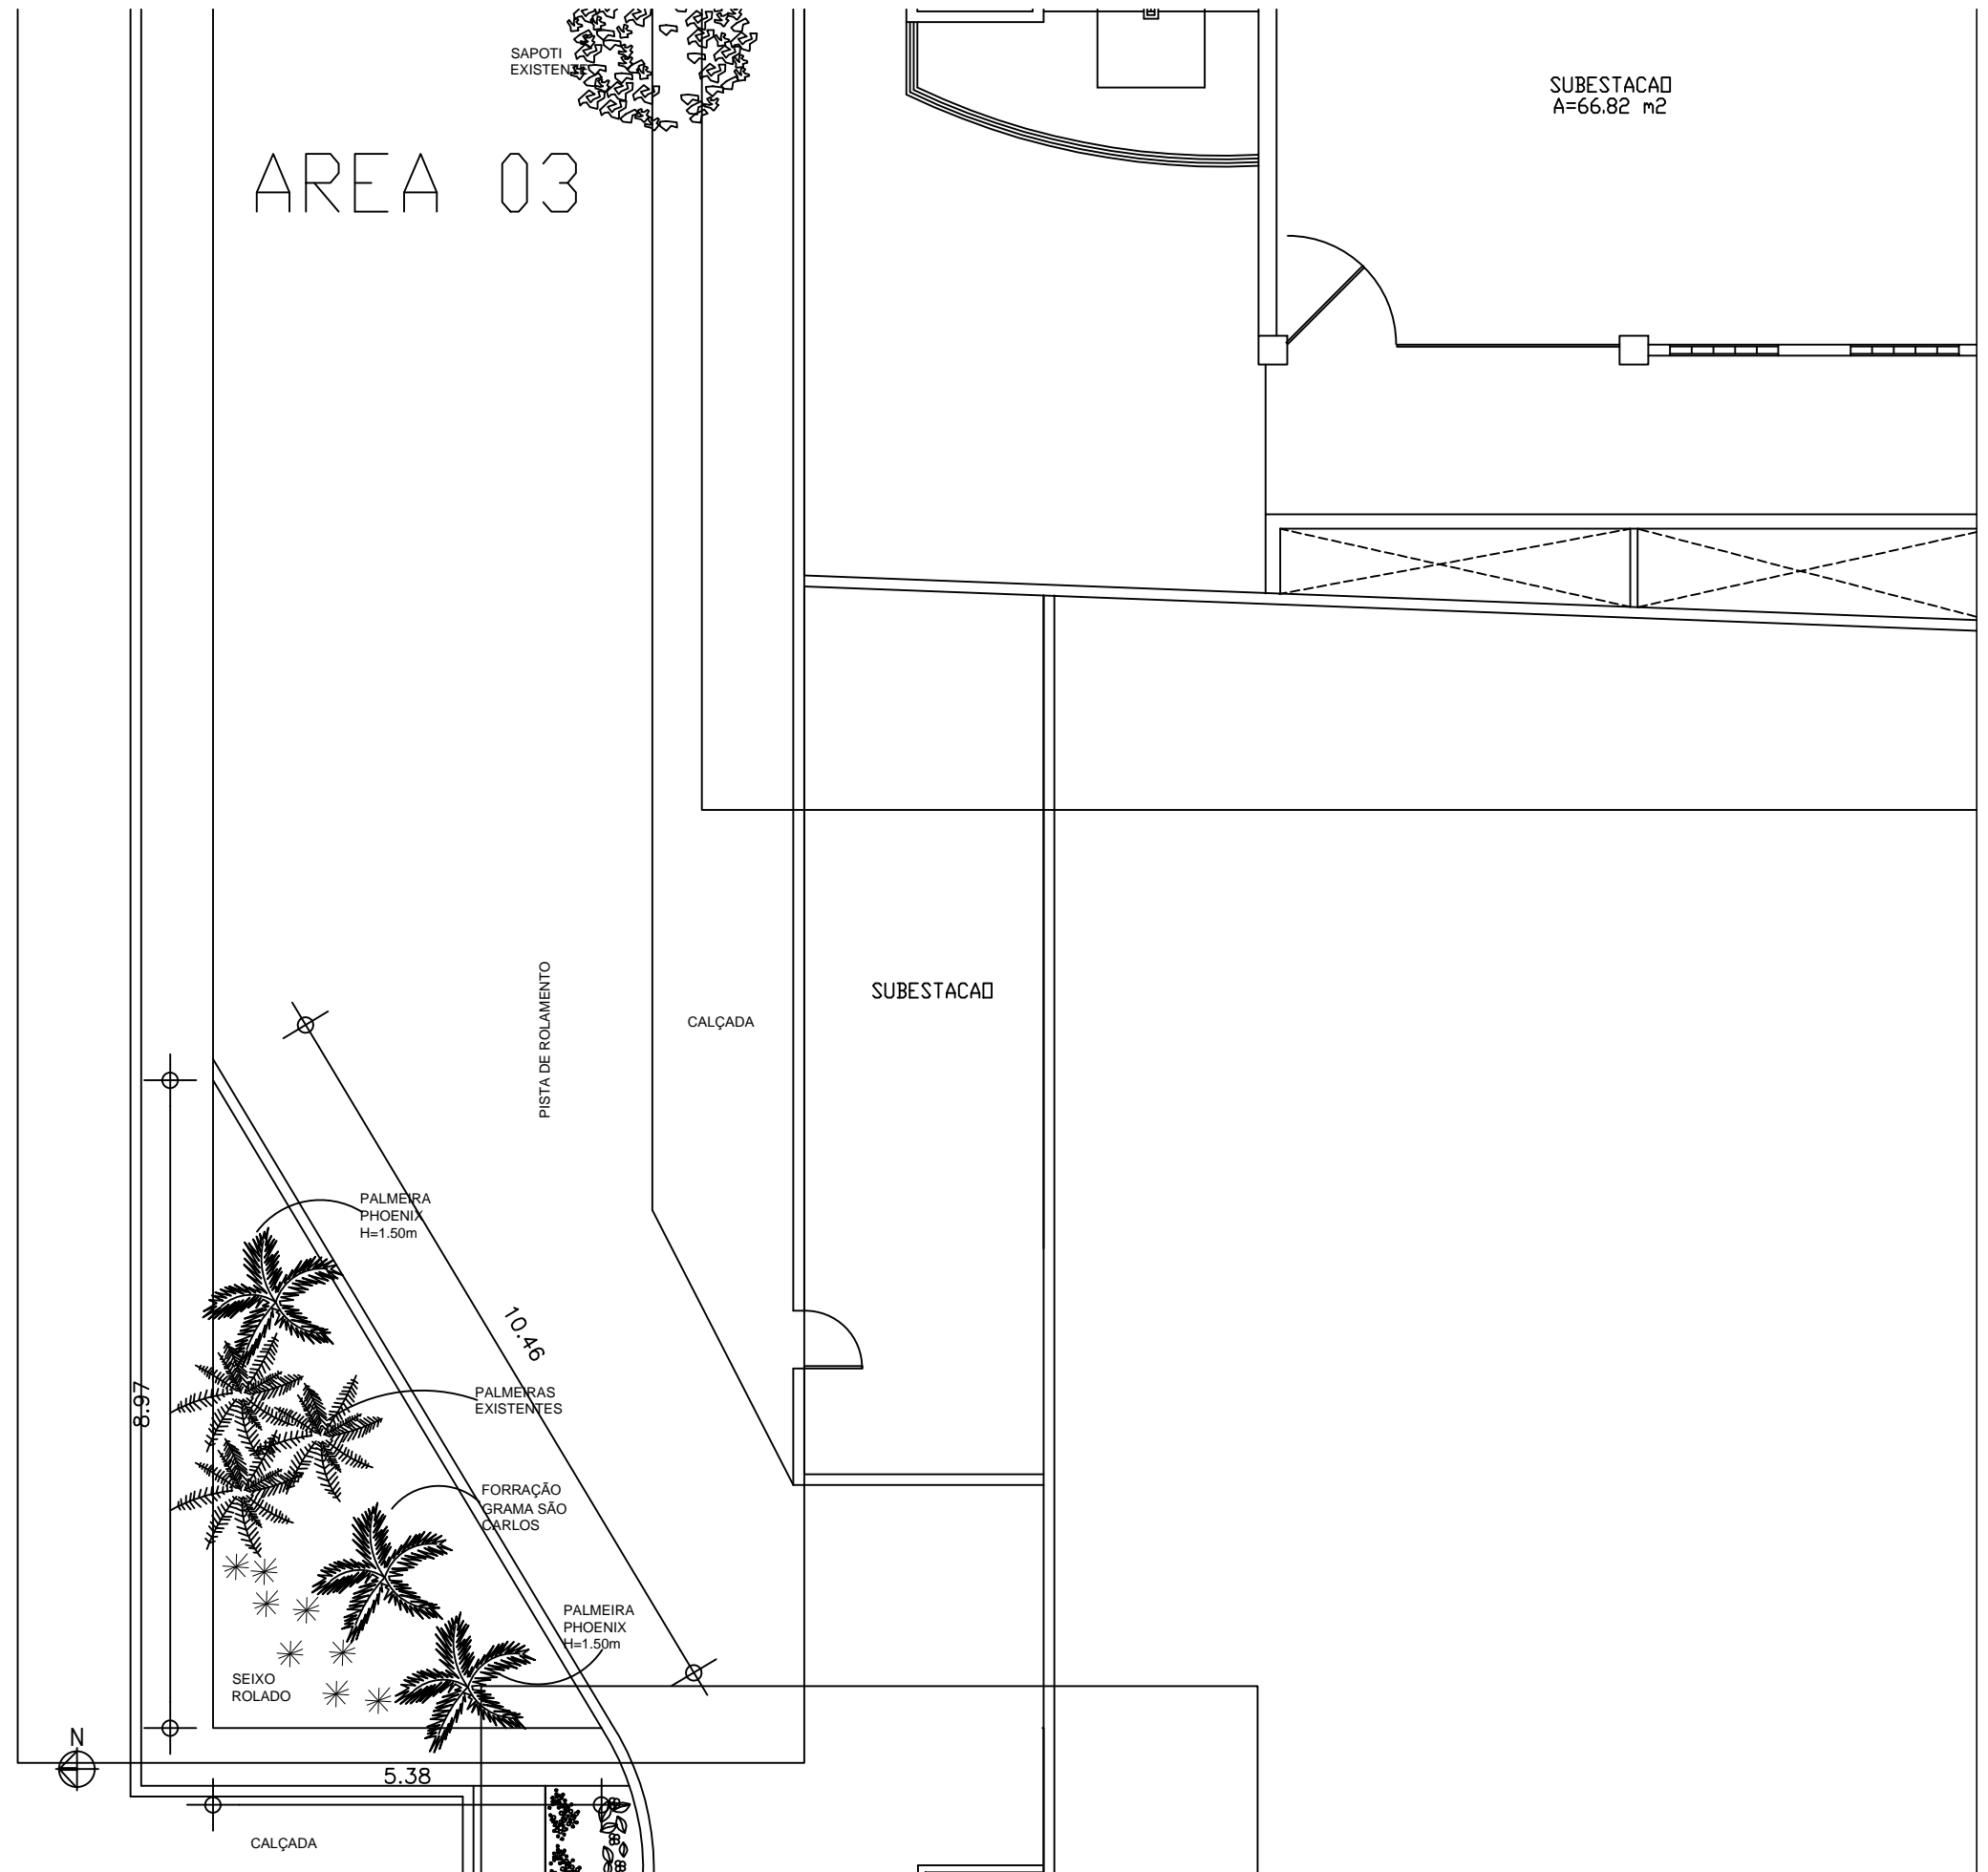 SAPOTI
EXISTENTE
SUBESTACAO
A=66.82 m2
AREA 03
PISTA DE ROLAMENTO
CALÇADA
SUBESTACAO
PALMEIRA
PHOENIX
H=1.50m
10.46
8.97
PALMEIRAS
EXISTENTES
FORRAÇÃO
GRAMA SÃO
CARLOS
PALMEIRA
PHOENIX
H=1.50m
SEIXO
ROLADO
N
5.38
CALÇADA